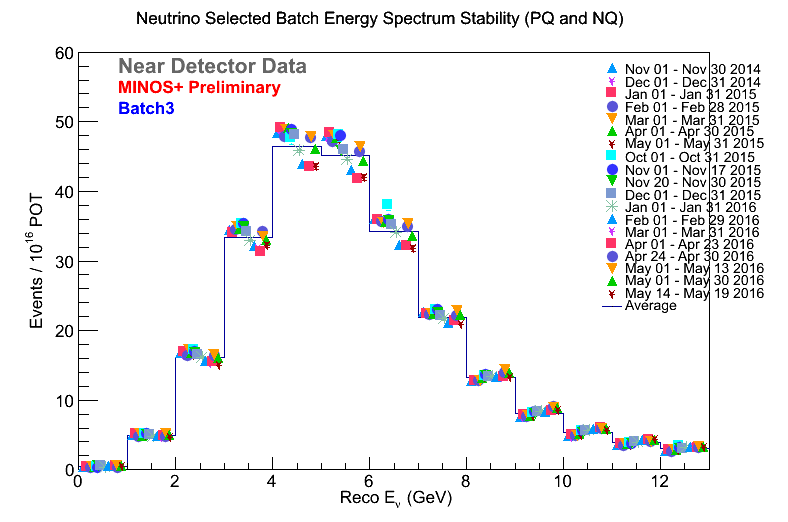 Neutrino Selected Batch Energy Spectrum Stability (PQ and NQ)
Near Detector Data
MINOS+ Preliminary
Batch3
Nov 01 - Nov 30 2014
Dec 01 - Dec 31 2014
Jan 01 - Jan 31 2015
Feb 01 - Feb 28 2015
Mar 01 - Mar 31 2015
Apr 01 - Apr 30 2015
May 01 - May 31 2015
Oct 01 - Oct 31 2015
Nov 01 - Nov 17 2015
Nov 20 - Nov 30 2015
Dec 01 - Dec 31 2015
Jan 01 - Jan 31 2016
Feb 01 - Feb 29 2016
Mar 01 - Mar 31 2016
Apr 01 - Apr 23 2016
Apr 24 - Apr 30 2016
May 01 - May 13 2016
May 01 - May 30 2016
May 14 - May 19 2016
Average
Events / 10^16 POT
60
50
40
30
20
10
0
0 2 4 6 8 10 12
Reco Eν (GeV)